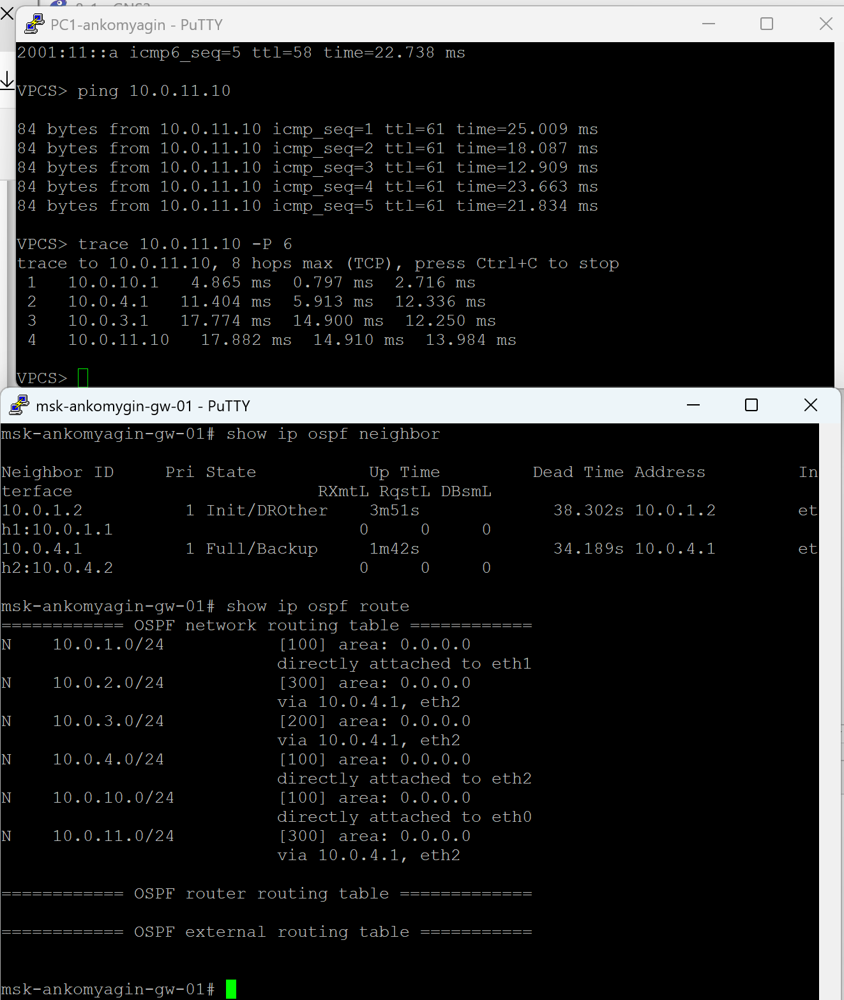 PC1-ankomyagin - PuTTY
2001:11::a icmp6_seq=5 ttl=58 time=22.738 ms
VPCS> ping 10.0.11.10
84 bytes from 10.0.11.10 icmp_seq=1 ttl=61 time=25.009 ms
84 bytes from 10.0.11.10 icmp_seq=2 ttl=61 time=18.087 ms
84 bytes from 10.0.11.10 icmp_seq=3 ttl=61 time=12.909 ms
84 bytes from 10.0.11.10 icmp_seq=4 ttl=61 time=23.663 ms
84 bytes from 10.0.11.10 icmp_seq=5 ttl=61 time=21.834 ms
VPCS> trace 10.0.11.10 -P 6
trace to 10.0.11.10, 8 hops max (TCP), press Ctrl+C to stop
 1   10.0.10.1   4.865 ms  0.797 ms  2.716 ms
 2   10.0.4.1   11.404 ms  5.913 ms  12.336 ms
 3   10.0.3.1   17.774 ms  14.900 ms  12.250 ms
 4   10.0.11.10   17.882 ms  14.910 ms  13.984 ms
VPCS>
msk-ankomygin-gw-01 - PuTTY
msk-ankomyagin-gw-01# show ip ospf neighbor
Neighbor ID     Pri State           Up Time         Dead Time Address         In
terface                        RXmtL RqstL DBsmL
10.0.1.2          1 Init/DROther    3m51s             38.302s 10.0.1.2        et
h1:10.0.1.1                        0     0     0
10.0.4.1          1 Full/Backup     1m42s             34.189s 10.0.4.1        et
h2:10.0.4.2                        0     0     0
msk-ankomyagin-gw-01# show ip ospf route
============ OSPF network routing table ============
N    10.0.1.0/24           [100] area: 0.0.0.0
                           directly attached to eth1
N    10.0.2.0/24           [300] area: 0.0.0.0
                           via 10.0.4.1, eth2
N    10.0.3.0/24           [200] area: 0.0.0.0
                           via 10.0.4.1, eth2
N    10.0.4.0/24           [100] area: 0.0.0.0
                           directly attached to eth2
N    10.0.10.0/24          [100] area: 0.0.0.0
                           directly attached to eth0
N    10.0.11.0/24          [300] area: 0.0.0.0
                           via 10.0.4.1, eth2
============ OSPF router routing table =============
============ OSPF external routing table ===========
msk-ankomyagin-gw-01#